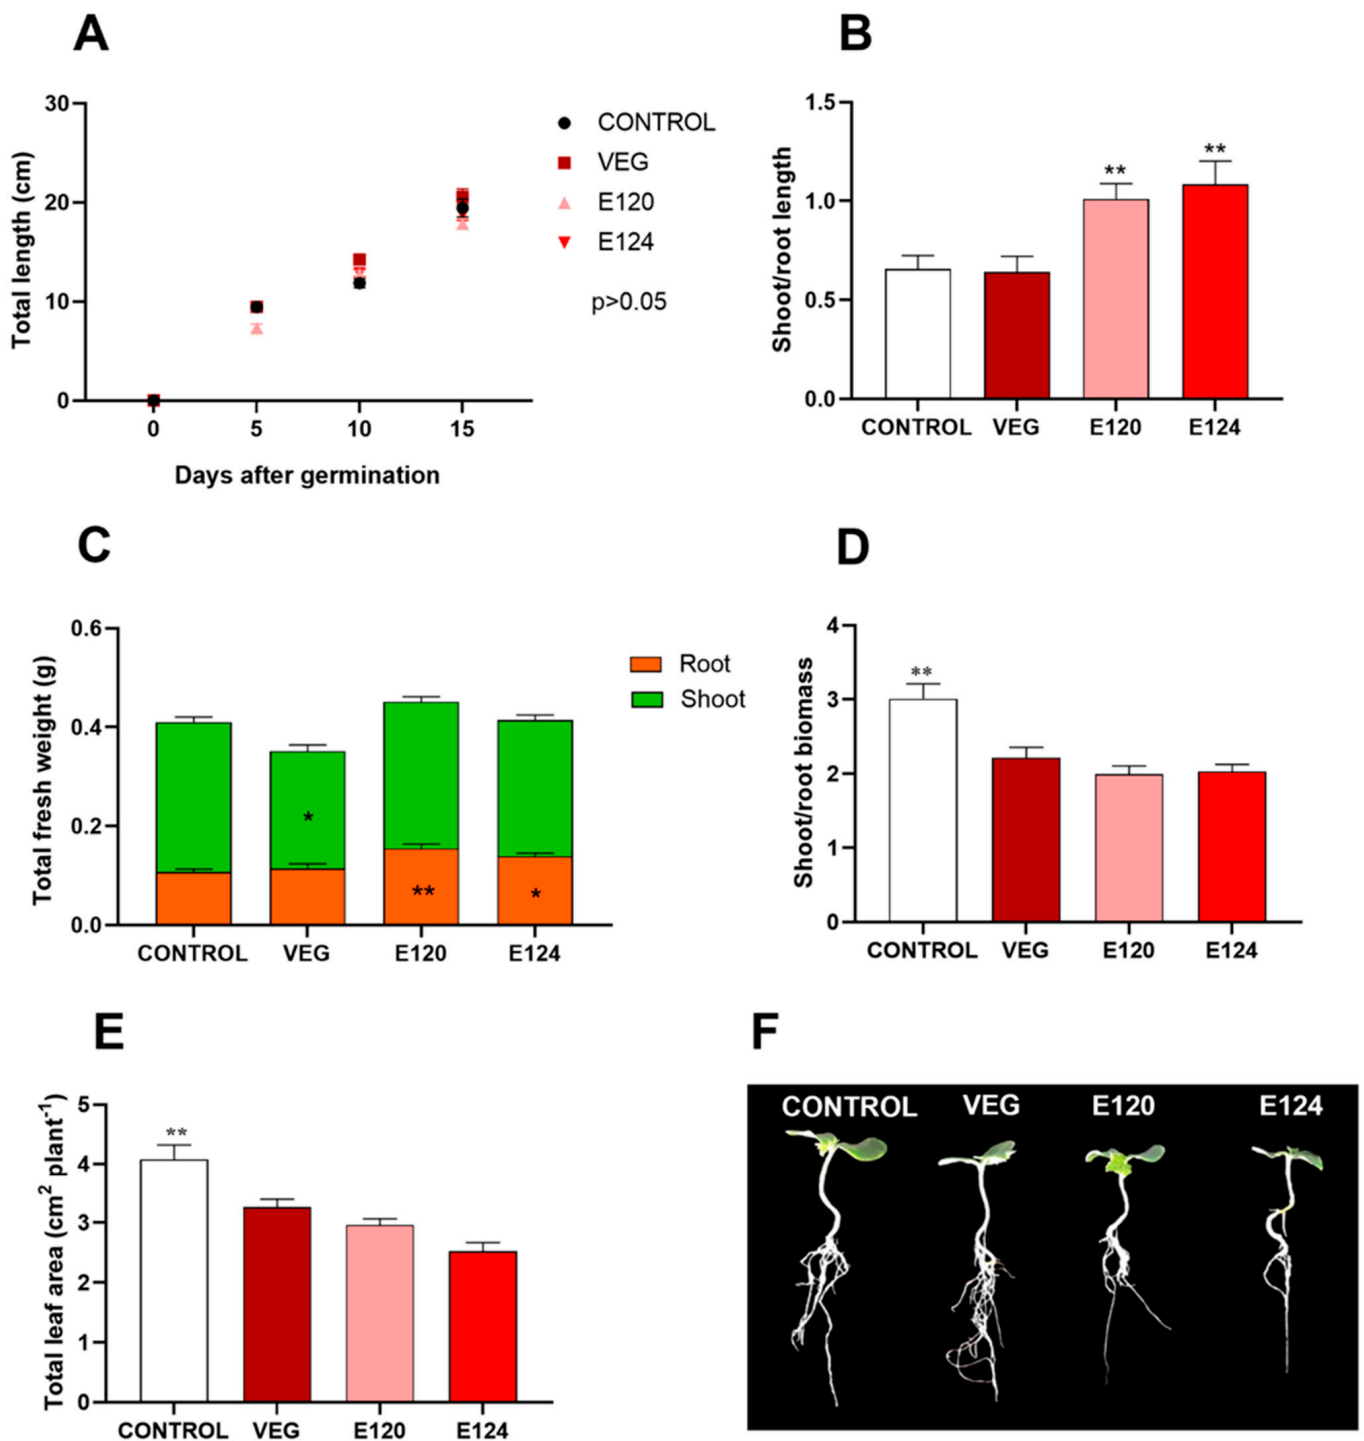 A
30
20
10
0
Total length (cm)
0 5 10 15
Days after germination
CONTROL
VEG
E120
E124
p>0.05
B
1.5
1.0
0.5
0.0
Shoot/root length
** **
CONTROL VEG E120 E124
C
0.6
0.4
0.2
0.0
Total fresh weight (g)
*
** *
CONTROL VEG E120 E124
Root
Shoot
D
4
3
2
1
0
Shoot/root biomass
**
CONTROL VEG E120 E124
E
5
4
3
2
1
0
Total leaf area (cm² plant⁻¹)
**
CONTROL VEG E120 E124
F
CONTROL VEG E120 E124